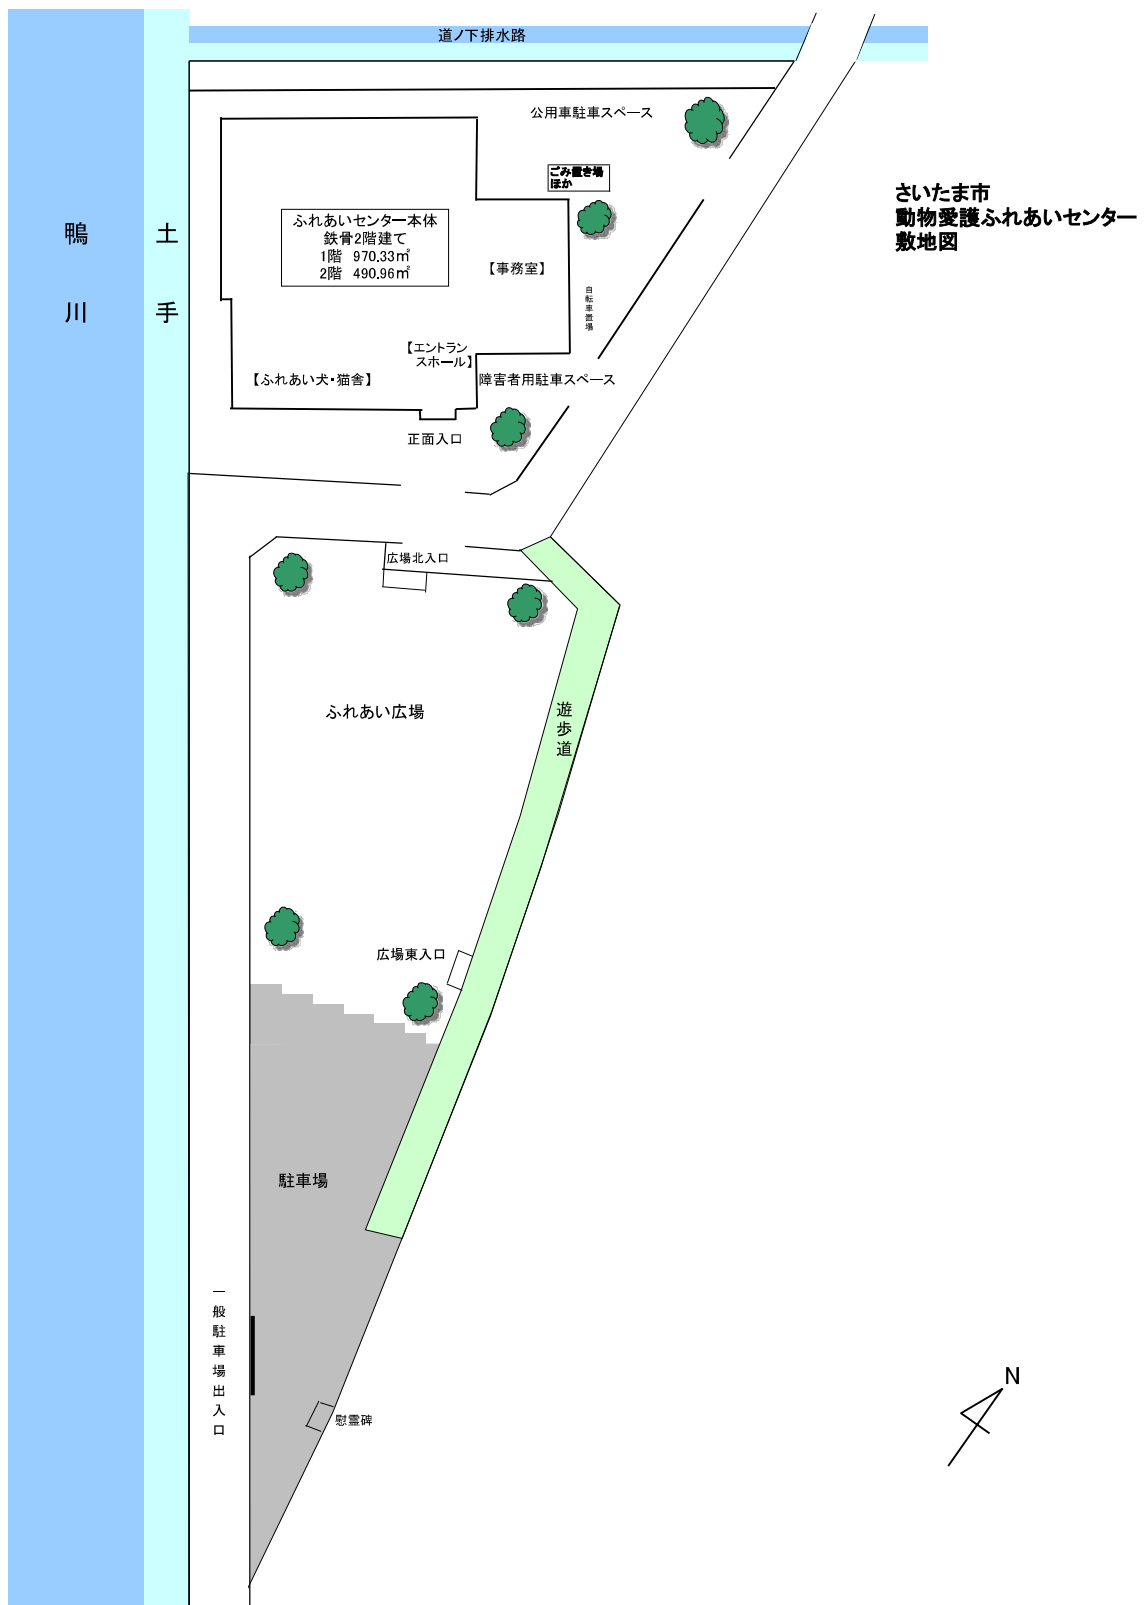 道ノ下排水路
公用車駐車スペース
ごみ置き場
ほか
さいたま市
動物愛護ふれあいセンター
敷地図
鴨川
土手
ふれあいセンター本体
鉄骨2階建て
1階 970.33㎡
2階 490.96㎡
【事務室】
自転車置場
【エントラン
スホール】
【ふれあい犬・猫舎】
障害者用駐車スペース
正面入口
広場北入口
ふれあい広場
遊歩道
広場東入口
駐車場
一般駐車場出入口
慰霊碑
N